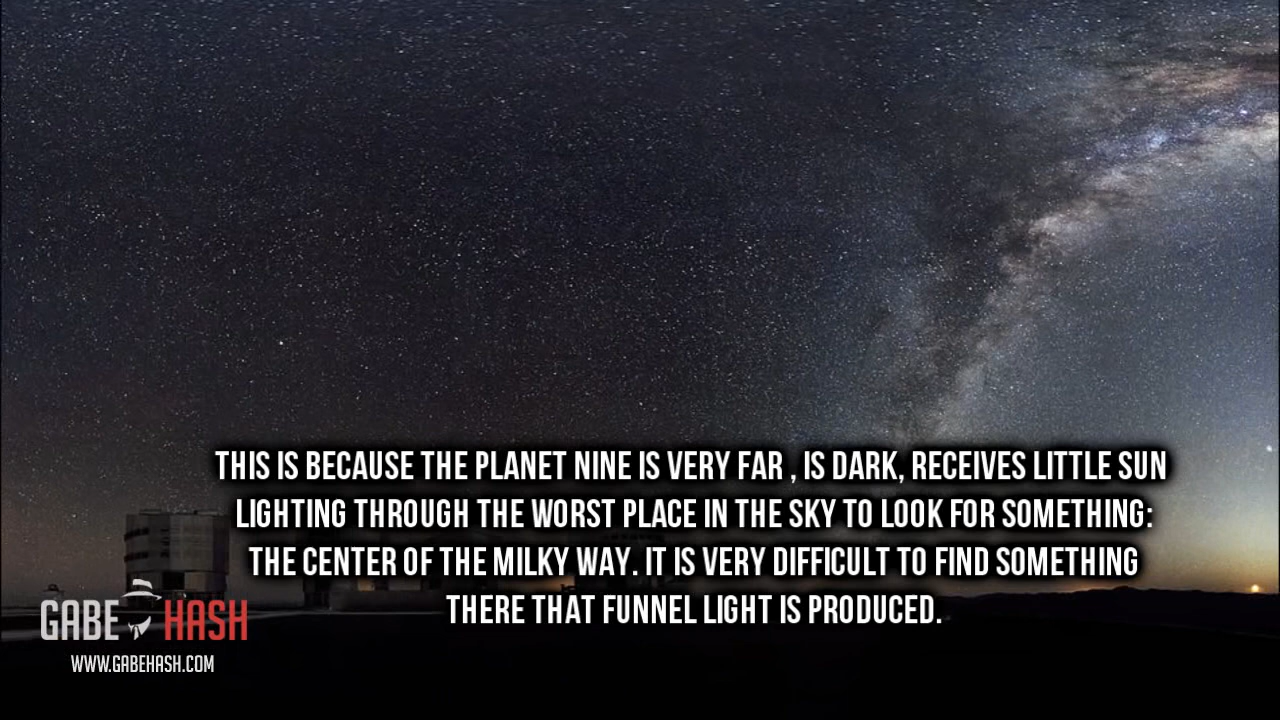 THIS IS BECAUSE THE PLANET NINE IS VERY FAR , IS DARK, RECEIVES LITTLE SUN
LIGHTING THROUGH THE WORST PLACE IN THE SKY TO LOOK FOR SOMETHING:
THE CENTER OF THE MILKY WAY. IT IS VERY DIFFICULT TO FIND SOMETHING
THERE THAT FUNNEL LIGHT IS PRODUCED.
GABE HASH
WWW.GABEHASH.COM